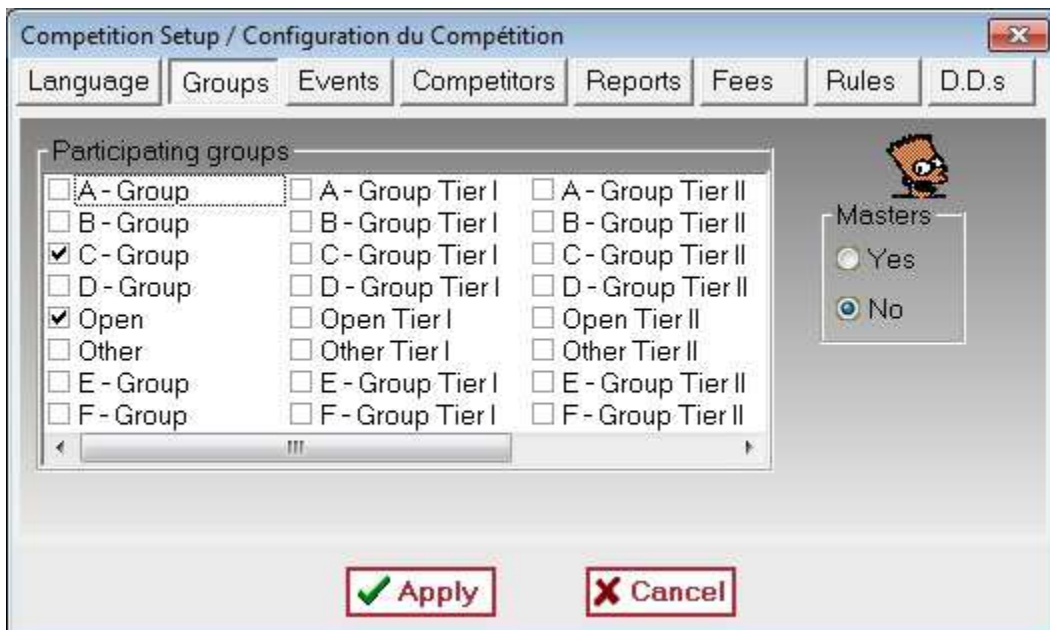 Competition Setup / Configuration du Compétition
Language Groups Events Competitors Reports Fees Rules D.D.s
Participating groups
A - Group A - Group Tier I A - Group Tier II
B - Group B - Group Tier I B - Group Tier II
C - Group C - Group Tier I C - Group Tier II
D - Group D - Group Tier I D - Group Tier II
Open Open Tier I Open Tier II
Other Other Tier I Other Tier II
E - Group E - Group Tier I E - Group Tier II
F - Group F - Group Tier I F - Group Tier II
Masters
Yes
No
Apply Cancel